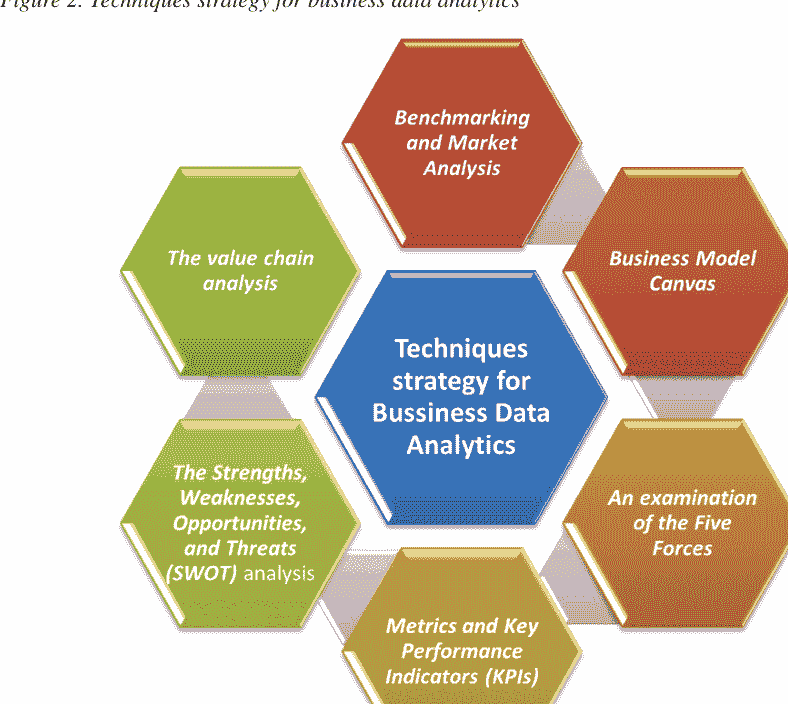 Figure 2. Techniques strategy for business data analytics
Benchmarking
and Market
Analysis
Business Model
Canvas
An examination
of the Five
Forces
Metrics and Key
Performance
Indicators (KPIs)
The Strengths,
Weaknesses,
Opportunities,
and Threats
(SWOT) analysis
The value chain
analysis
Techniques
strategy for
Bussiness Data
Analytics